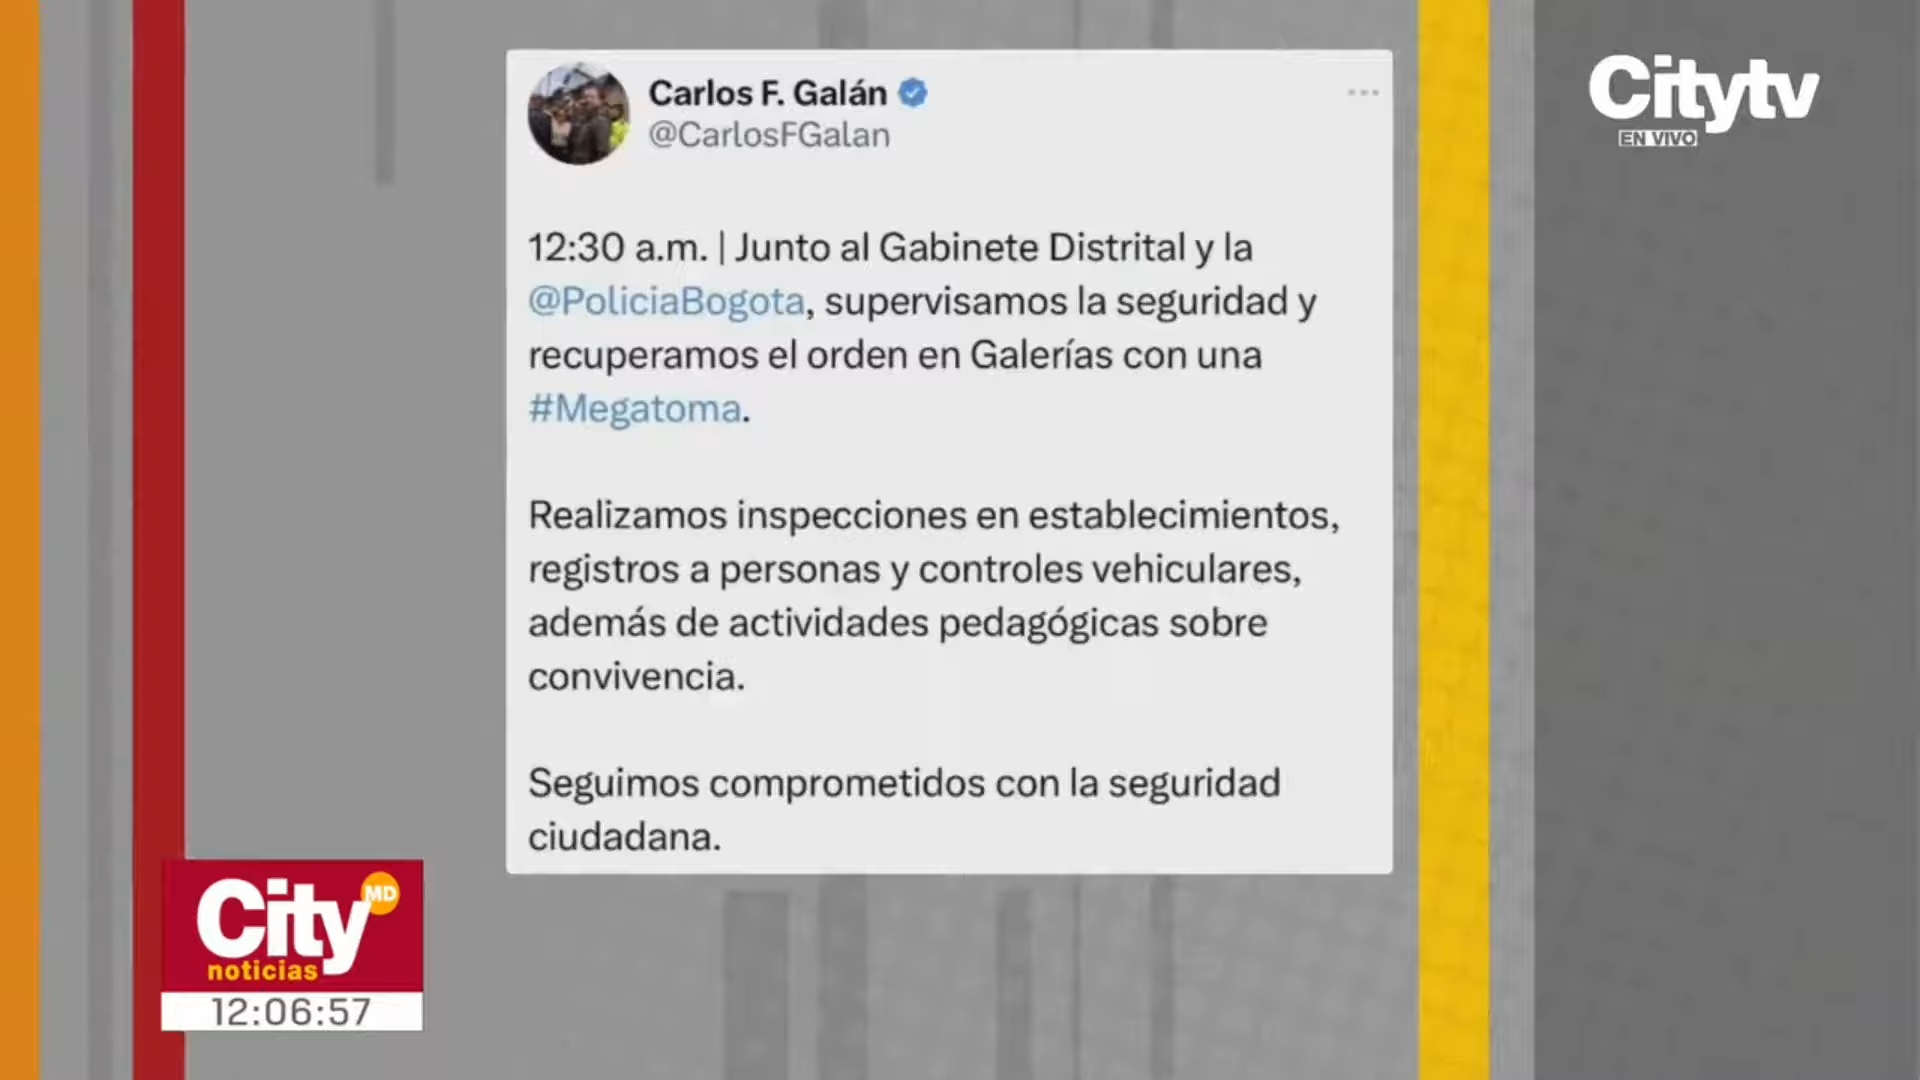 Carlos F. Galán
@CarlosFGalan
12:30 a.m. | Junto al Gabinete Distrital y la
@PoliciaBogota, supervisamos la seguridad y
recuperamos el orden en Galerías con una
#Megatoma.
Realizamos inspecciones en establecimientos,
registros a personas y controles vehiculares,
además de actividades pedagógicas sobre
convivencia.
Seguimos comprometidos con la seguridad
ciudadana.
Citytv
EN VIVO
City MD
noticias
12:06:57